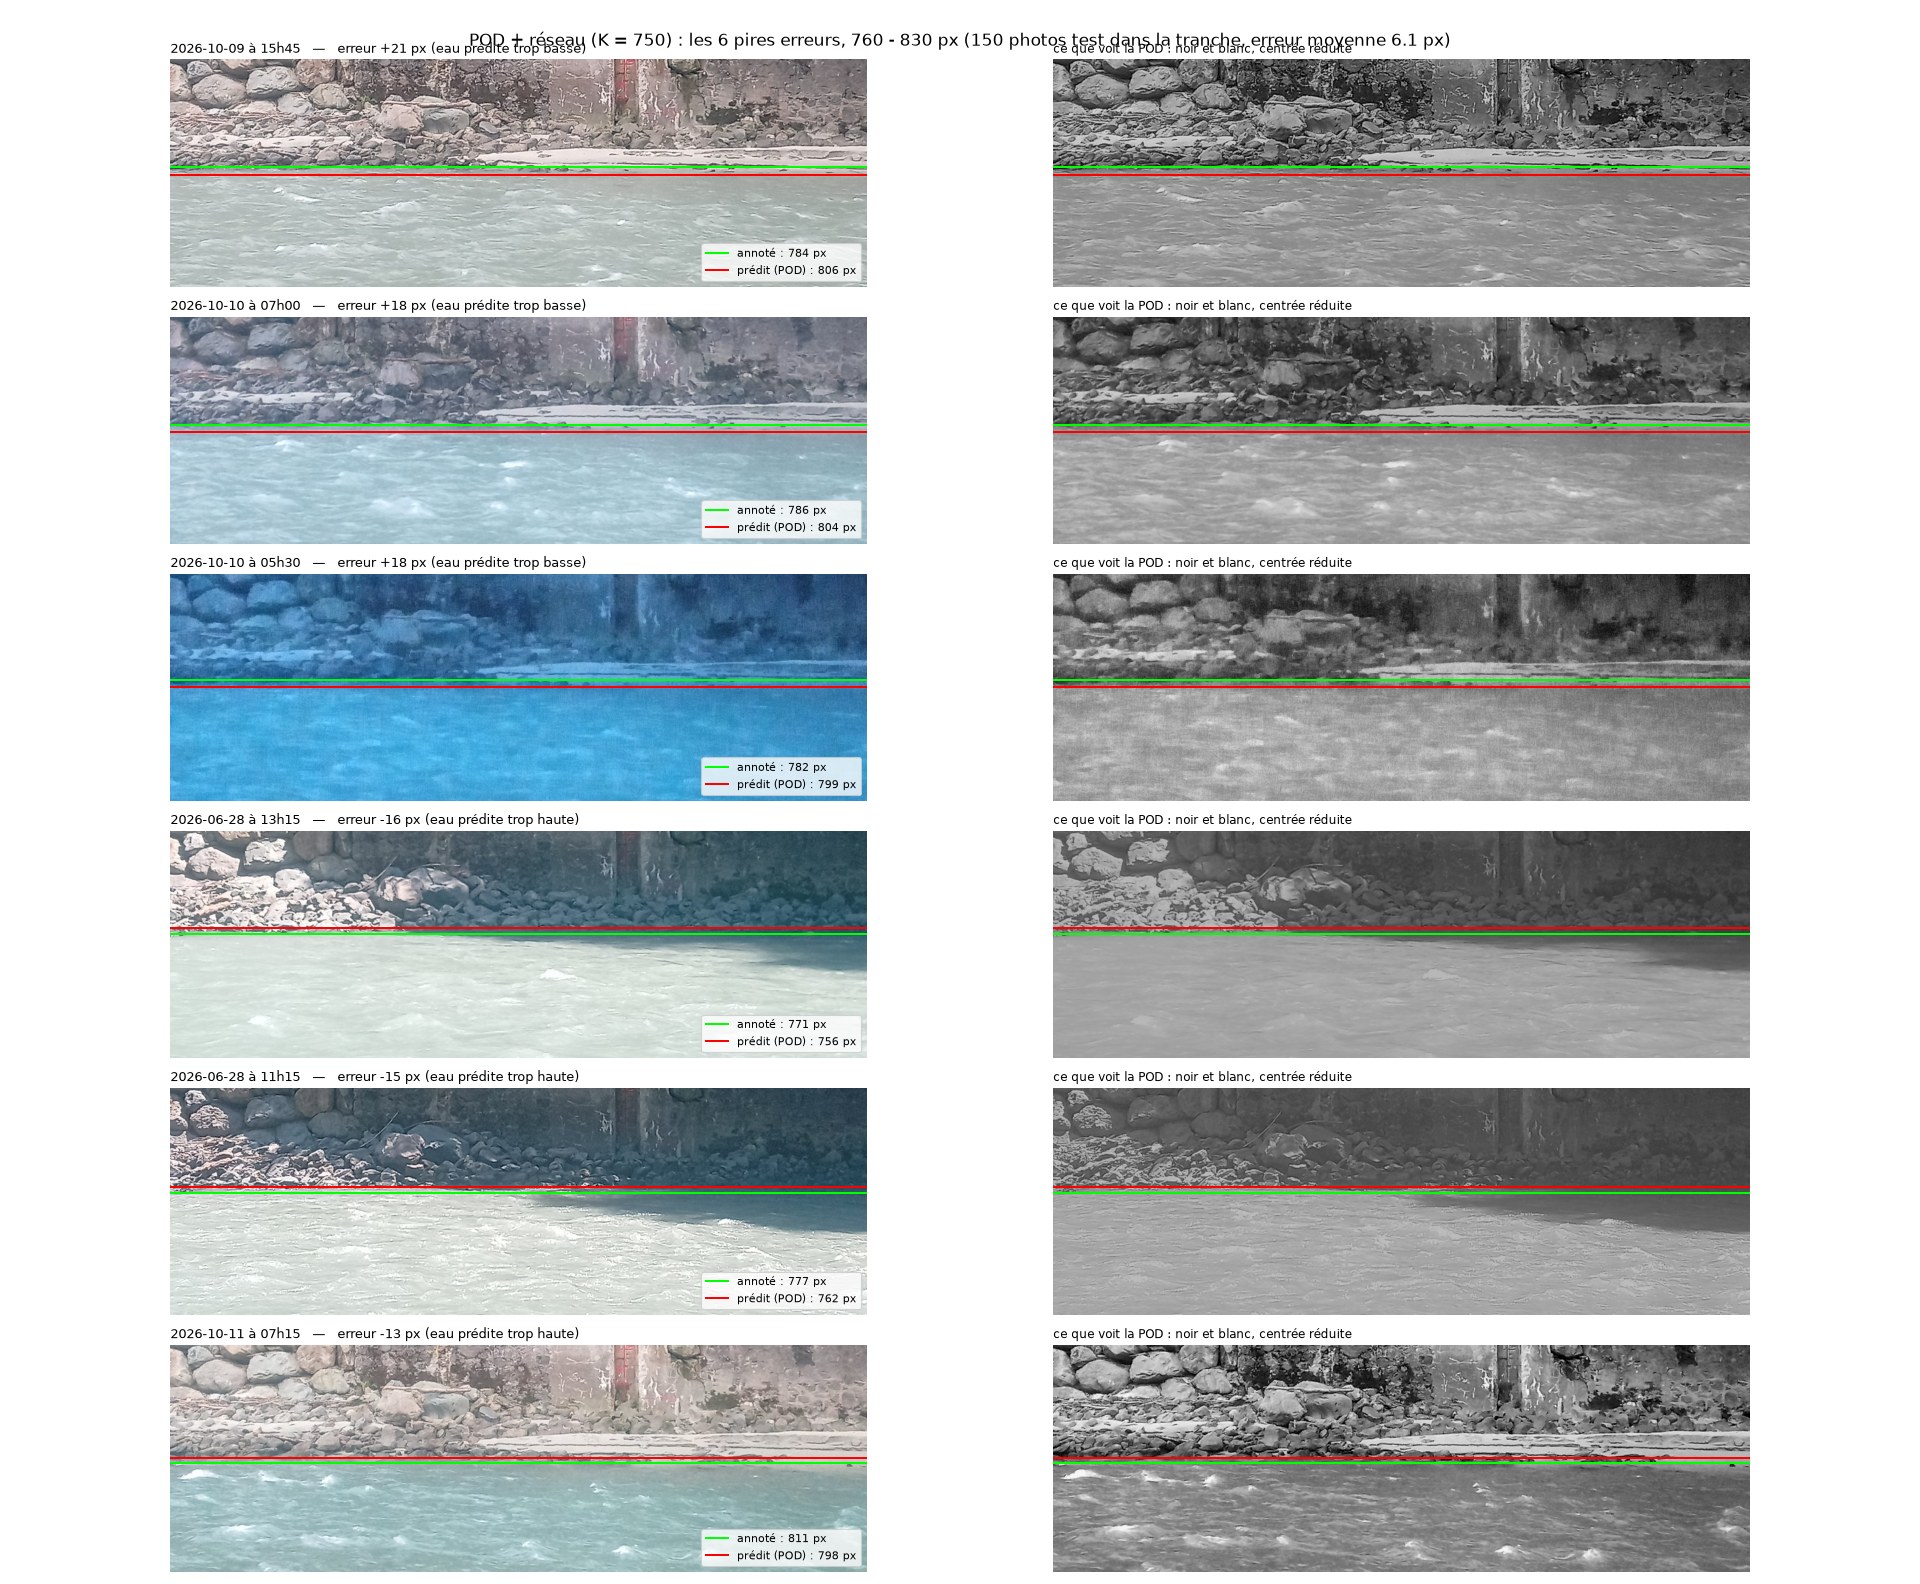 POD + réseau (K = 750) : les 6 pires erreurs, 760 - 830 px (150 photos test dans la tranche, erreur moyenne 6.1 px)
2026-10-09 à 15h45 — erreur +21 px (eau prédite trop basse)
ce que voit la POD : noir et blanc, centrée réduite
annoté : 784 px
prédit (POD) : 806 px
2026-10-10 à 07h00 — erreur +18 px (eau prédite trop basse)
ce que voit la POD : noir et blanc, centrée réduite
annoté : 786 px
prédit (POD) : 804 px
2026-10-10 à 05h30 — erreur +18 px (eau prédite trop basse)
ce que voit la POD : noir et blanc, centrée réduite
annoté : 782 px
prédit (POD) : 799 px
2026-06-28 à 13h15 — erreur -16 px (eau prédite trop haute)
ce que voit la POD : noir et blanc, centrée réduite
annoté : 771 px
prédit (POD) : 756 px
2026-06-28 à 11h15 — erreur -15 px (eau prédite trop haute)
ce que voit la POD : noir et blanc, centrée réduite
annoté : 777 px
prédit (POD) : 762 px
2026-10-11 à 07h15 — erreur -13 px (eau prédite trop haute)
ce que voit la POD : noir et blanc, centrée réduite
annoté : 811 px
prédit (POD) : 798 px